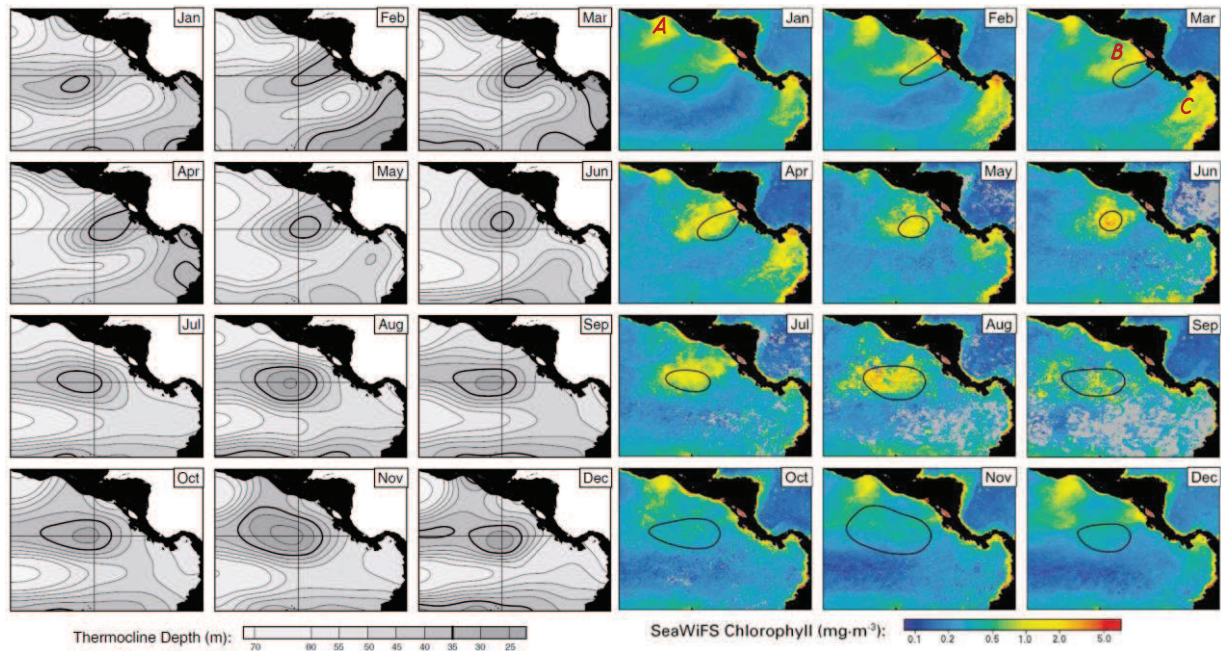 Jan Feb Mar A Jan Feb B C Mar
Apr May Jun Apr May Jun
Jul Aug Sep Jul Aug Sep
Oct Nov Dec Oct Nov Dec
Thermocline Depth (m): 70 60 55 50 45 40 35 30 25
SeaWiFS Chlorophyll (mg·m⁻³): 0.1 0.2 0.5 1.0 2.0 5.0